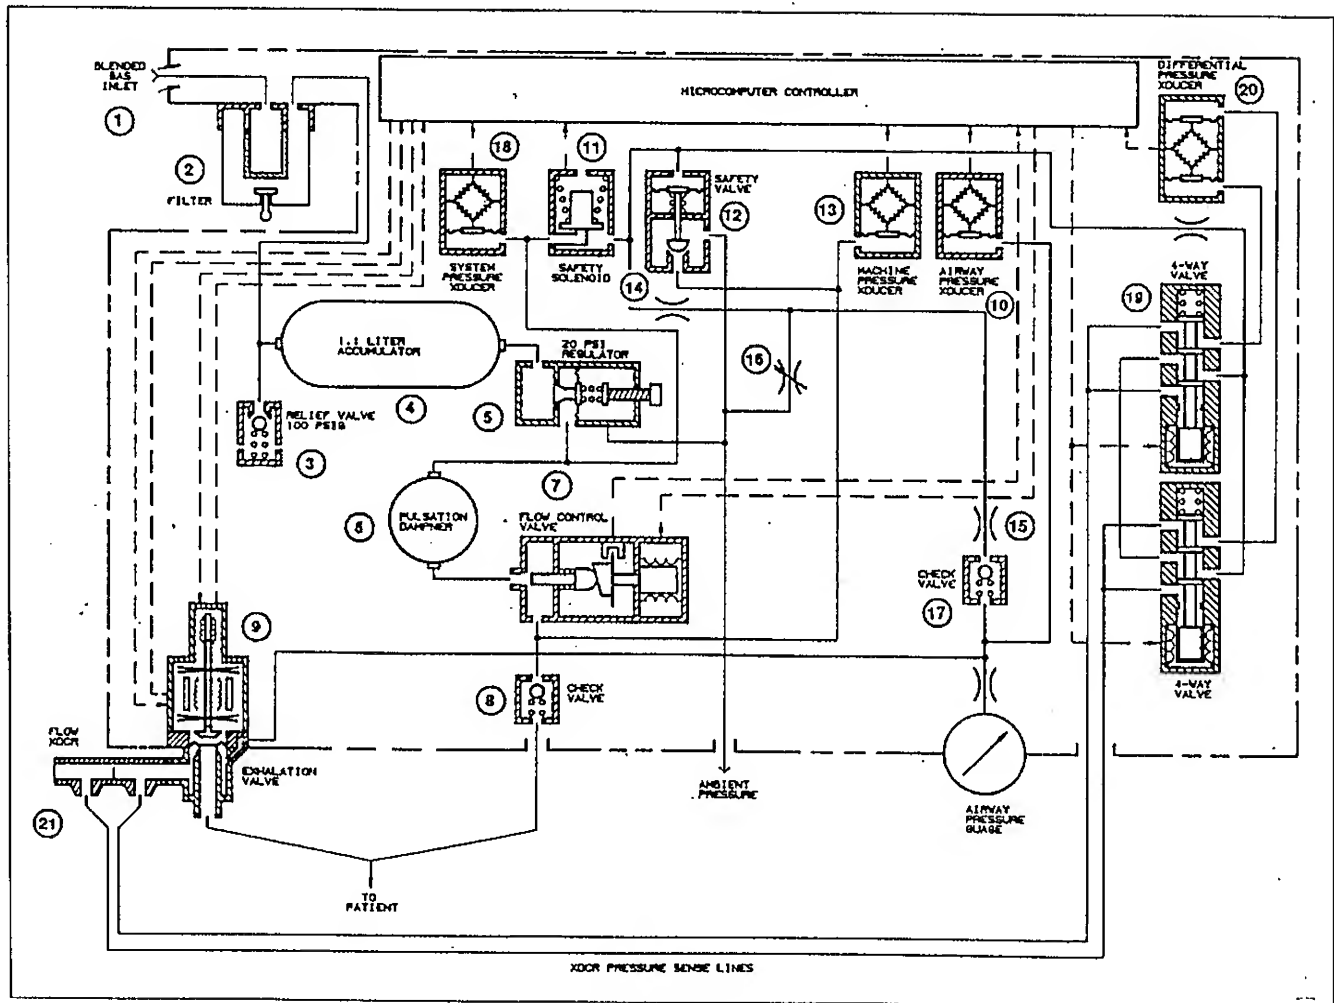 BLENDED
GAS
INLET
1
2
FILTER
MICROCOMPUTER CONTROLLER
DIFFERENTIAL
PRESSURE
XDUCER
20
18
11
SYSTEM
PRESSURE
XDUCER
SAFETY
SOLENOID
SAFETY
VALVE
12
14
13
MACHINE
PRESSURE
XDUCER
AIRWAY
PRESSURE
XDUCER
10
4-WAY
VALVE
19
1.1 LITER
ACCUMULATOR
4
20 PSI
REGULATOR
5
16
RELIEF VALVE
100 PSIG
3
7
PULSATION
DAMPNER
6
FLOW CONTROL
VALVE
15
CHECK
VALVE
17
9
8
CHECK
VALVE
4-WAY
VALVE
FLOW
XDCR
EXHALATION
VALVE
21
AMBIENT
PRESSURE
AIRWAY
PRESSURE
GUAGE
TO
PATIENT
XDCR PRESSURE SENSE LINES